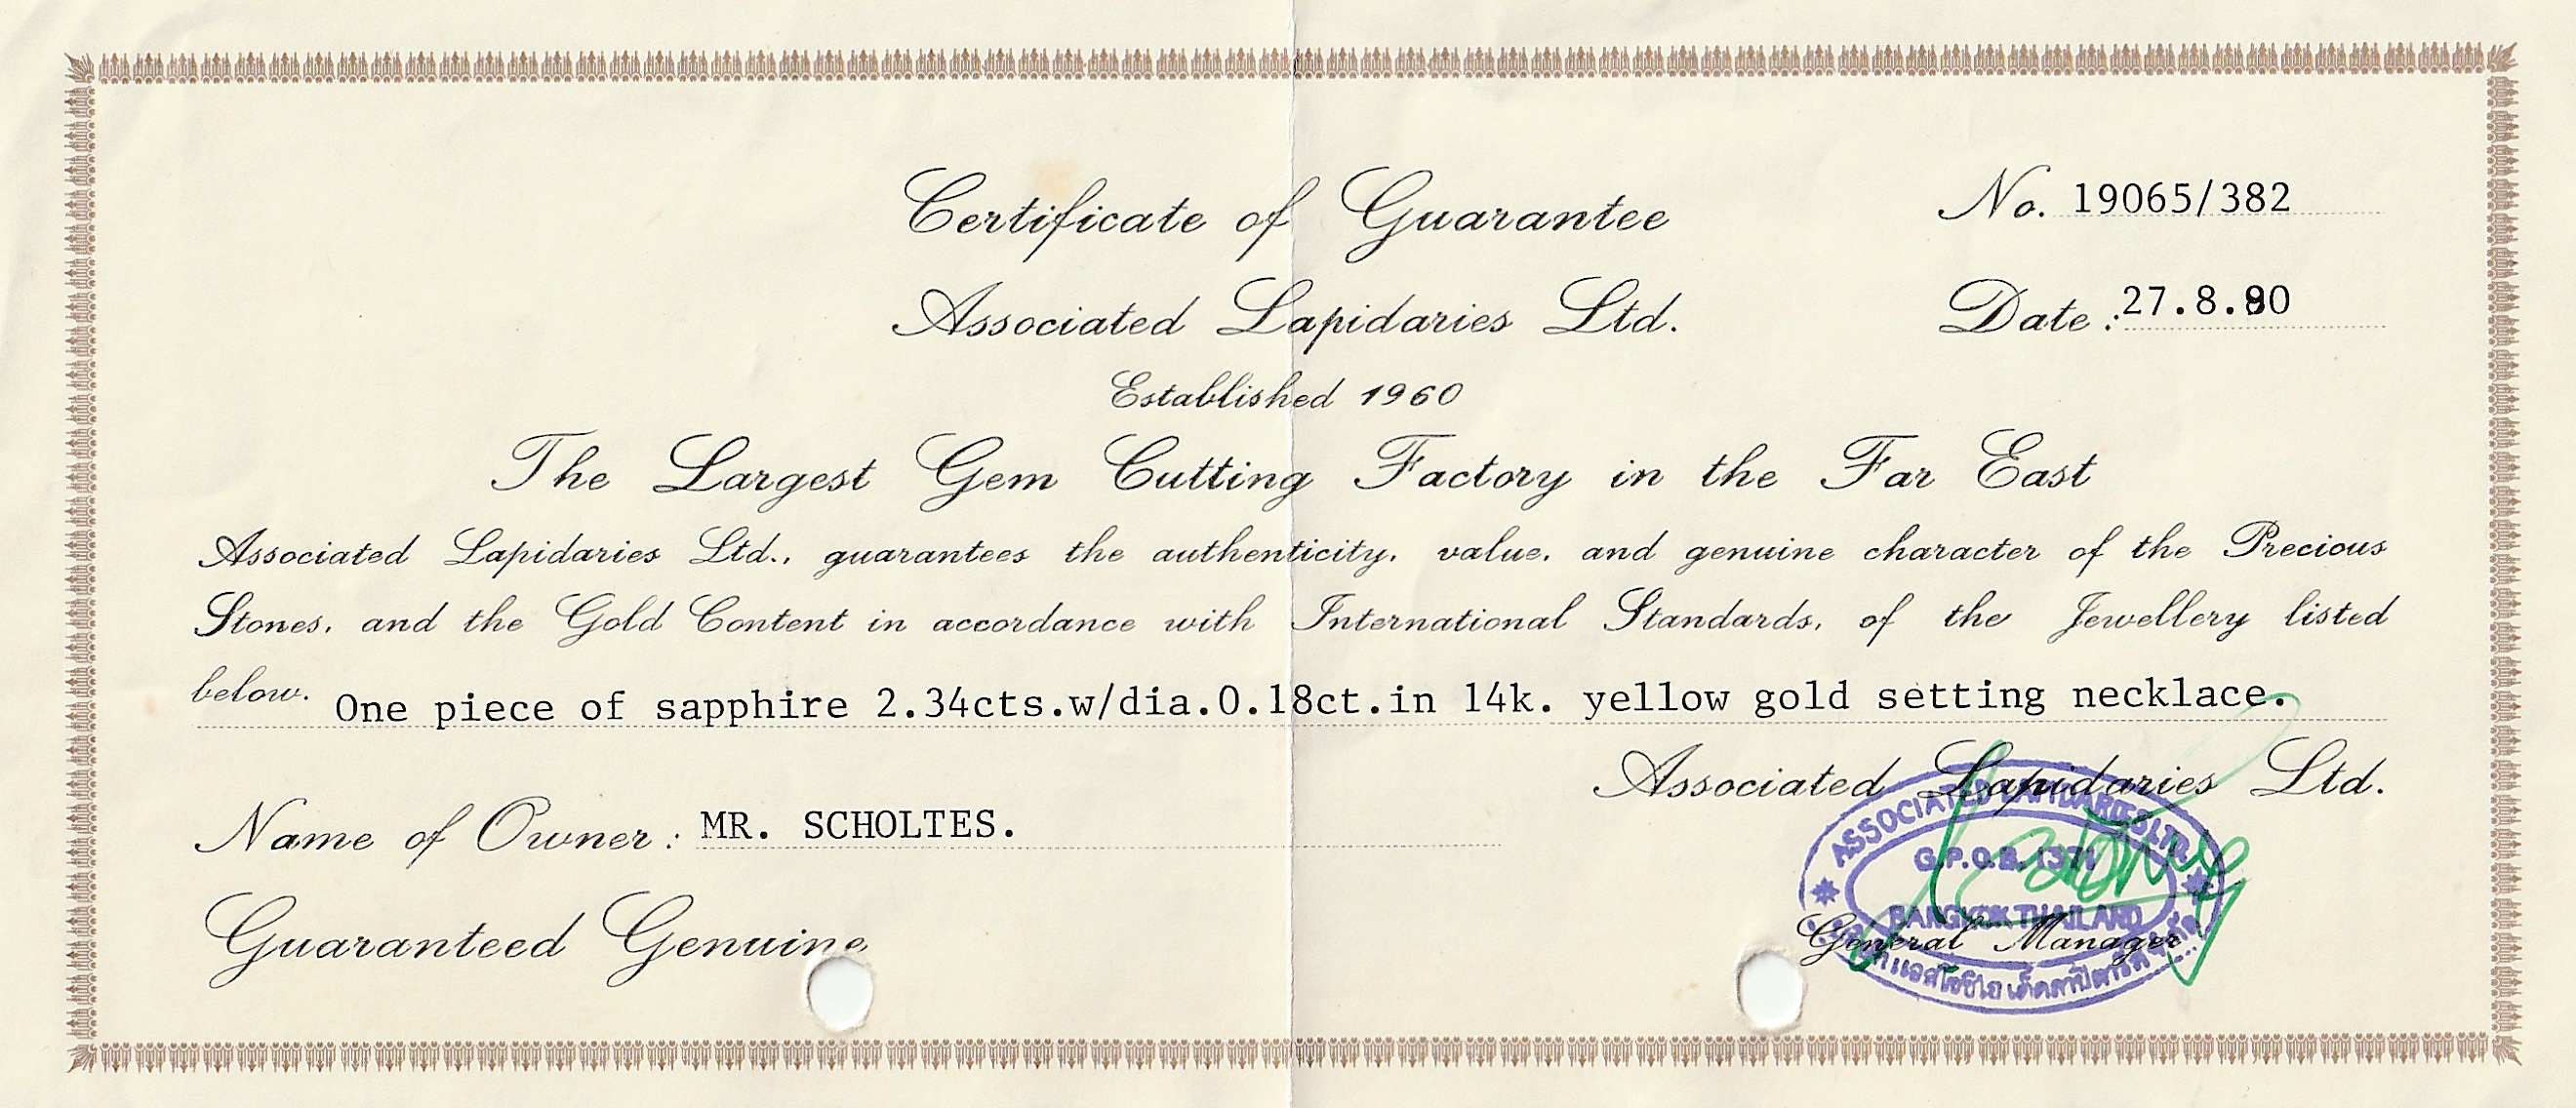 Certificate of Guarantee
No. 19065/382
Associated Lapidaries Ltd.
Date: 27.8.80
Established 1960
The Largest Gem Cutting Factory in the Far East
Associated Lapidaries Ltd., guarantees the authenticity, value, and genuine character of the Precious
Stones, and the Gold Content in accordance with International Standards, of the Jewellery listed
below. One piece of sapphire 2.34cts.w/dia.0.18ct.in 14k. yellow gold setting necklace.
Associated Lapidaries Ltd.
Name of Owner: MR. SCHOLTES.
ASSOCIATED LAPIDARIES LTD.
G.P.O.B. 1371
BANGKOK THAILAND
Guaranteed Genuine
General Manager